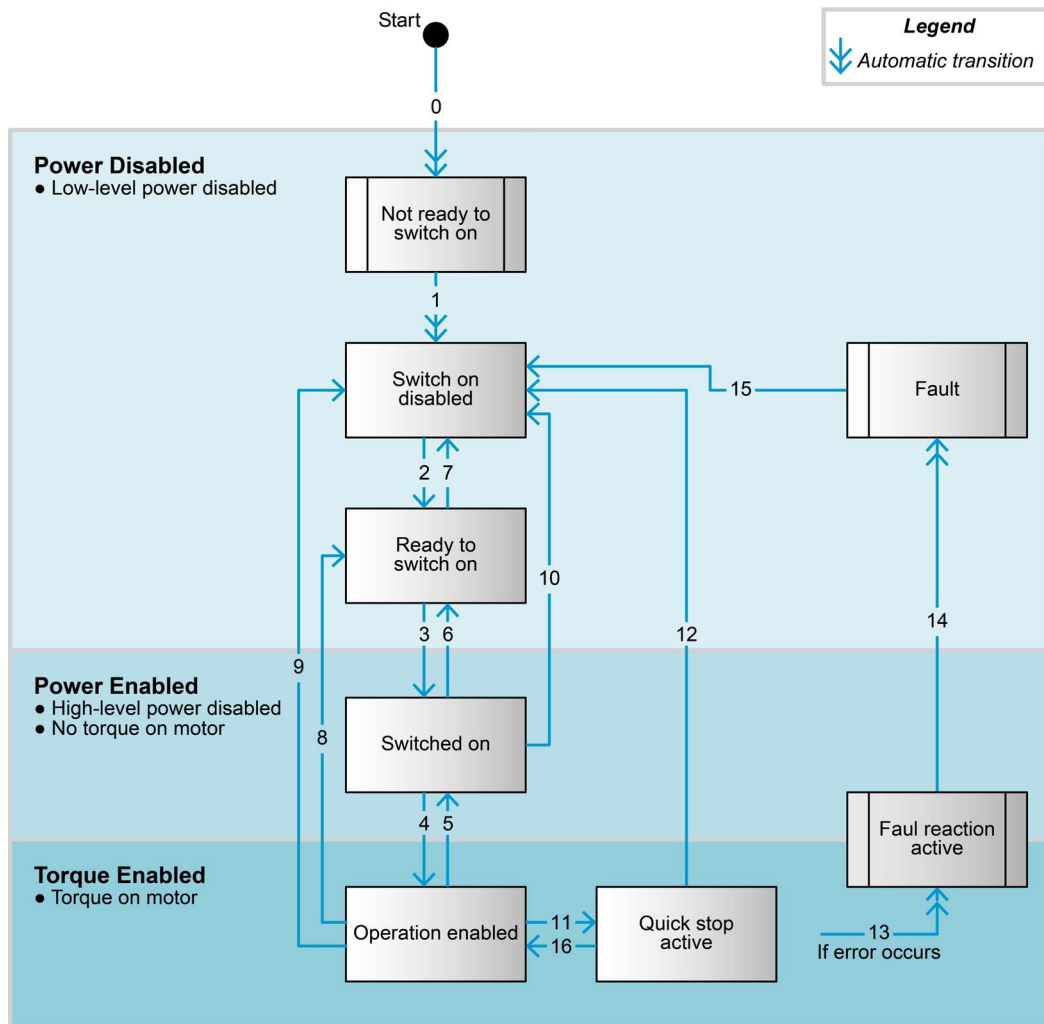 Start
Legend
Automatic transition
0
Power Disabled
● Low-level power disabled
Not ready to
switch on
1
Switch on
disabled
15
Fault
2
7
Ready to
switch on
10
3
6
12
14
9
Power Enabled
● High-level power disabled
● No torque on motor
8
Switched on
4
5
Faul reaction
active
Torque Enabled
● Torque on motor
Operation enabled
11
16
Quick stop
active
13
If error occurs